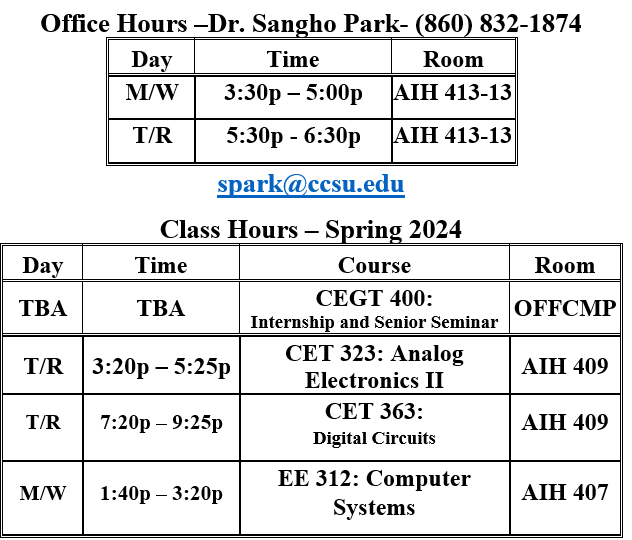 Office Hours –Dr. Sangho Park- (860) 832-1874
Day Time Room
M/W 3:30p – 5:00p AIH 413-13
T/R 5:30p - 6:30p AIH 413-13
spark@ccsu.edu
Class Hours – Spring 2024
Day Time Course Room
TBA TBA CEGT 400: OFFCMP
Internship and Senior Seminar
T/R 3:20p – 5:25p CET 323: Analog AIH 409
Electronics II
T/R 7:20p – 9:25p CET 363: AIH 409
Digital Circuits
M/W 1:40p – 3:20p EE 312: Computer AIH 407
Systems